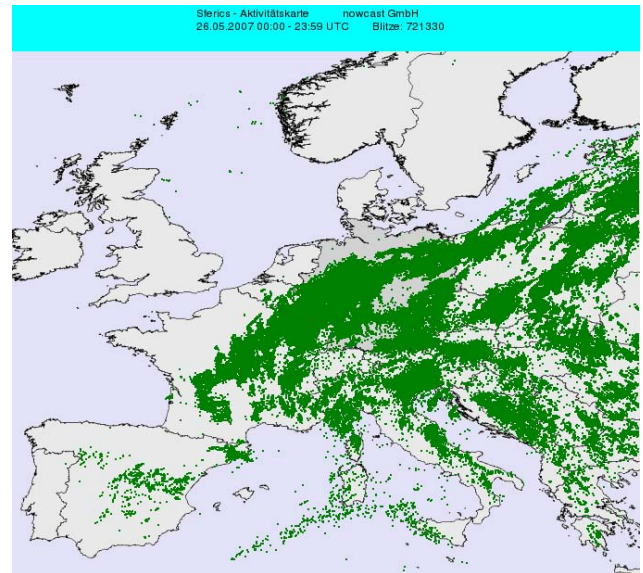 Sferics - Aktivitätskarte nowcast GmbH
26.05.2007 00:00 - 23:59 UTC Blitze: 721330